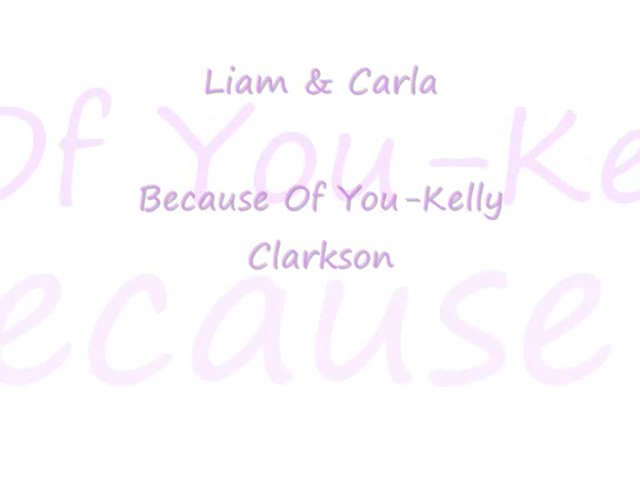 Liam & Carla
Of You-Ke
Because Of You-Kelly
Clarkson
ecause